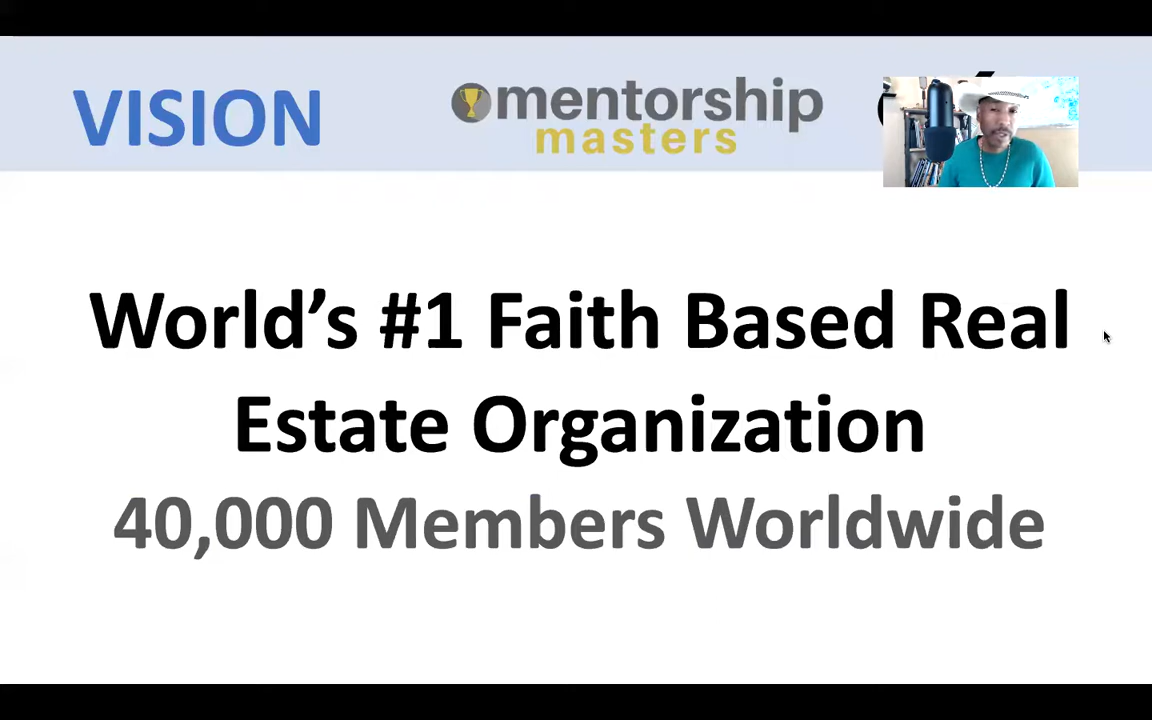 VISION
mentorship
masters
World’s #1 Faith Based Real
Estate Organization
40,000 Members Worldwide